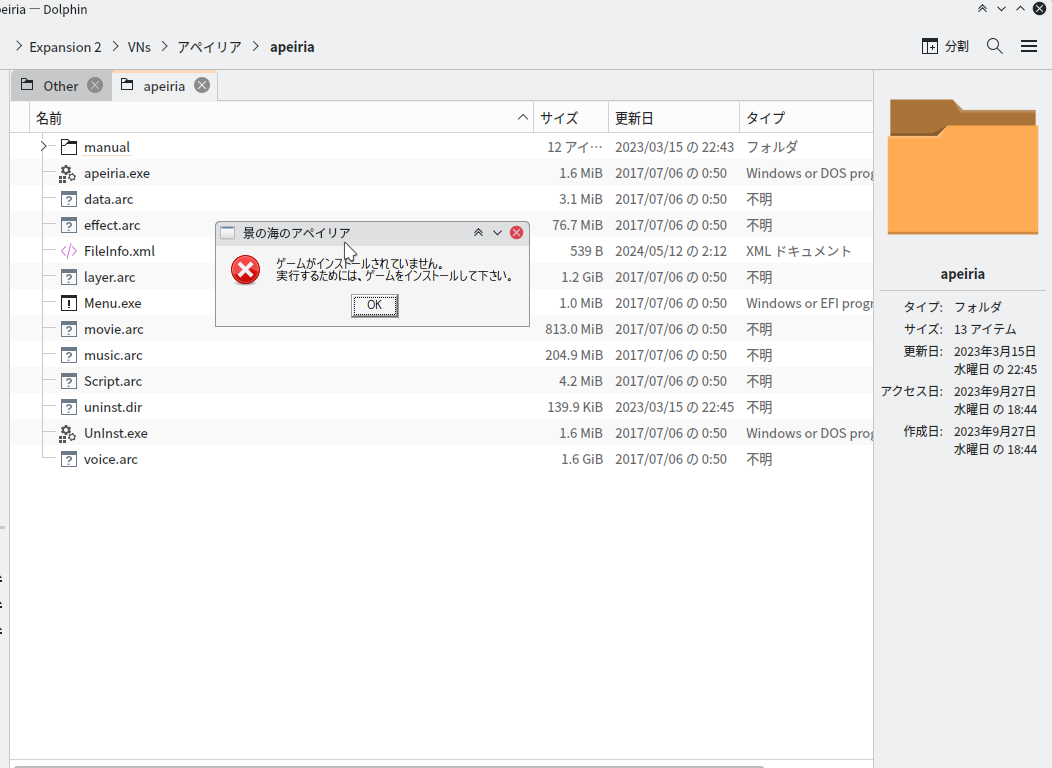 eiria — Dolphin
Expansion 2 VNs アペイリア apeiria
分割
Other apeiria
名前 サイズ 更新日 タイプ
manual 12 アイ… 2023/03/15 の 22:43 フォルダ
apeiria.exe 1.6 MiB 2017/07/06 の 0:50 Windows or DOS prog
data.arc 3.1 MiB 2017/07/06 の 0:50 不明
effect.arc 76.7 MiB 2017/07/06 の 0:50 不明
FileInfo.xml 539 B 2024/05/12 の 2:12 XML ドキュメント
layer.arc 1.2 GiB 2017/07/06 の 0:50 不明
Menu.exe 1.0 MiB 2017/07/06 の 0:50 Windows or EFI progr
movie.arc 813.0 MiB 2017/07/06 の 0:50 不明
music.arc 204.9 MiB 2017/07/06 の 0:50 不明
Script.arc 4.2 MiB 2017/07/06 の 0:50 不明
uninst.dir 139.9 KiB 2023/03/15 の 22:45 不明
UnInst.exe 1.6 MiB 2017/07/06 の 0:50 Windows or DOS prog
voice.arc 1.6 GiB 2017/07/06 の 0:50 不明
景の海のアペイリア
ゲームがインストールされていません。
実行するためには、ゲームをインストールして下さい。
OK
apeiria
タイプ: フォルダ
サイズ: 13 アイテム
更新日: 2023年3月15日
水曜日 の 22:45
アクセス日: 2023年9月27日
水曜日 の 18:44
作成日: 2023年9月27日
水曜日 の 18:44